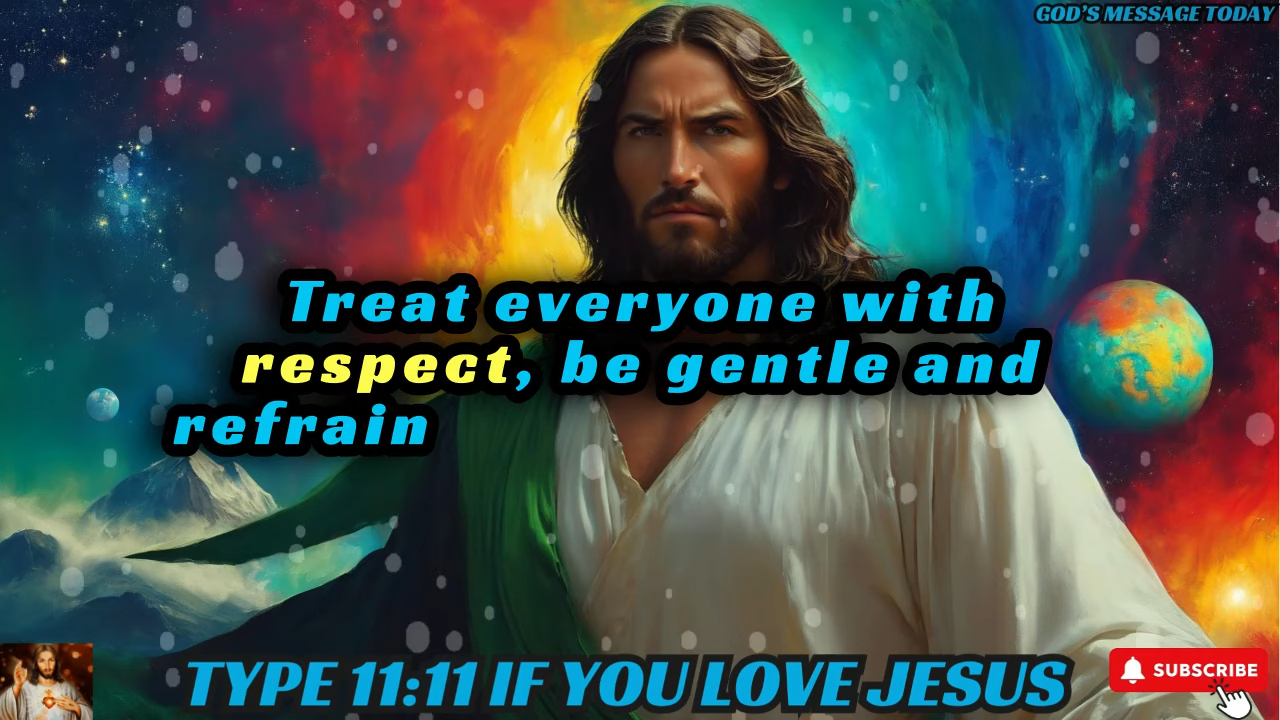 GOD'S MESSAGE TODAY
Treat everyone with
respect, be gentle and
refrain
TYPE 11:11 IF YOU LOVE JESUS
SUBSCRIBE